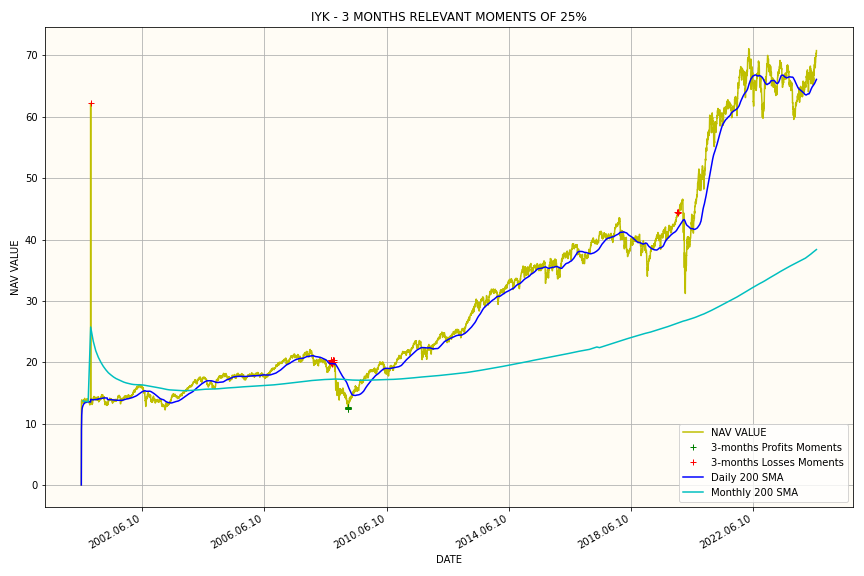 IYK - 3 MONTHS RELEVANT MOMENTS OF 25%
NAV VALUE
70
60
50
40
30
20
10
0
NAV VALUE
3-months Profits Moments
3-months Losses Moments
Daily 200 SMA
Monthly 200 SMA
2002.06.10
2006.06.10
2010.06.10
2014.06.10
2018.06.10
2022.06.10
DATE